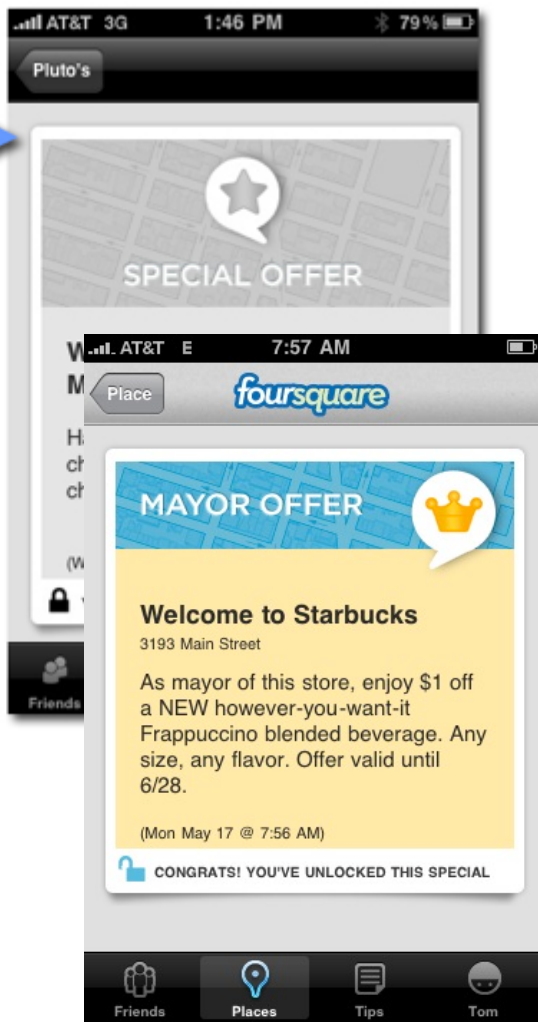 AT&T 3G 1:46 PM 79%
Pluto's
SPECIAL OFFER
Friends
AT&T E 7:57 AM
Place foursquare
MAYOR OFFER
Welcome to Starbucks
3193 Main Street
As mayor of this store, enjoy $1 off
a NEW however-you-want-it
Frappuccino blended beverage. Any
size, any flavor. Offer valid until
6/28.
(Mon May 17 @ 7:56 AM)
CONGRATS! YOU'VE UNLOCKED THIS SPECIAL
Friends Places Tips Tom